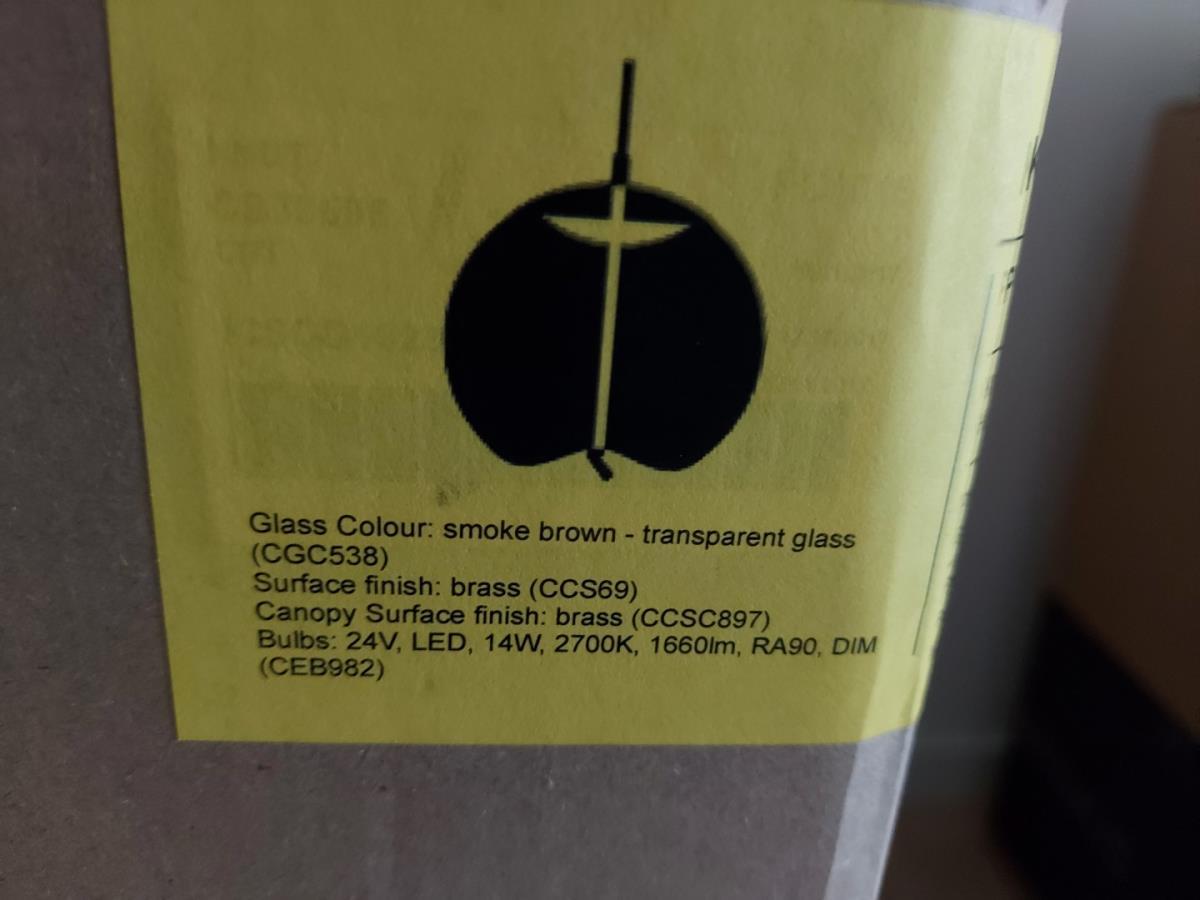 Glass Colour: smoke brown - transparent glass
(CGC538)
Surface finish: brass (CCS69)
Canopy Surface finish: brass (CCSC897)
Bulbs: 24V, LED, 14W, 2700K, 1660lm, RA90, DIM
(CEB982)